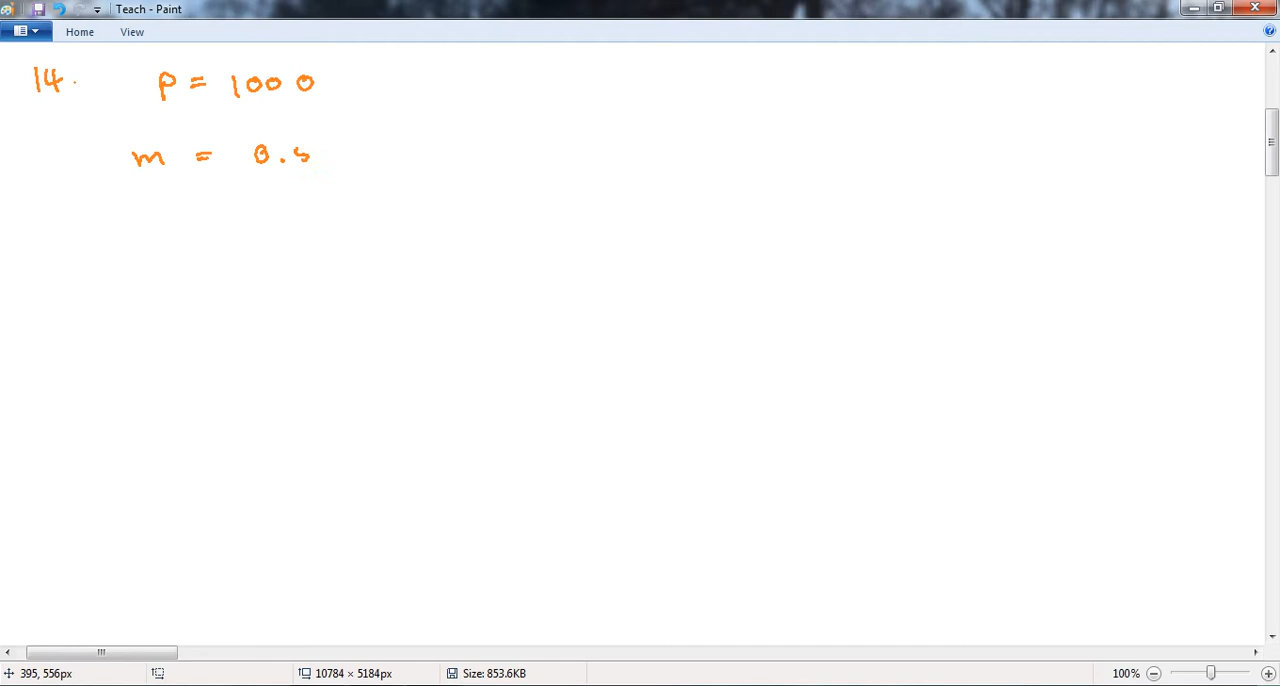 Teach - Paint
Home View
14. P = 1000
m = 0.5
395, 556px 10784 × 5184px Size: 853.6KB 100%